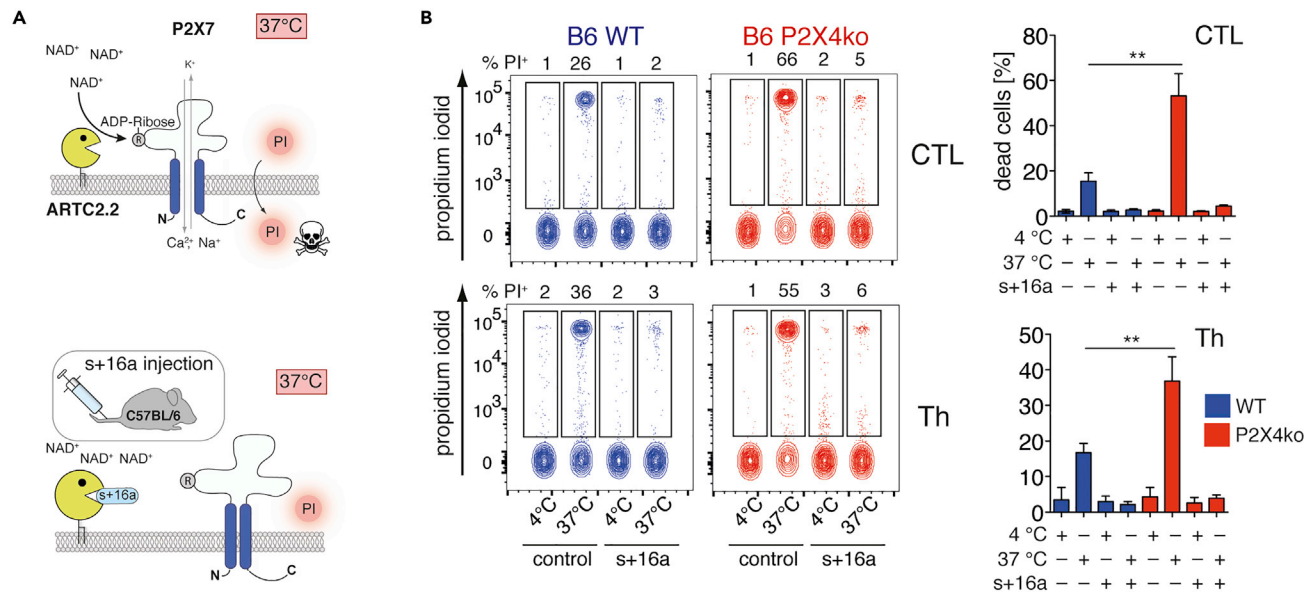 A
P2X7
37°C
NAD⁺
NAD⁺
NAD⁺
K⁺
ADP-Ribose
R
PI
ARTC2.2
N
C
PI
Ca²⁺, Na⁺
s+16a injection
37°C
C57BL/6
NAD⁺
NAD⁺ NAD⁺
s+16a
R
PI
N
C
B
B6 WT
B6 P2X4ko
% PI⁺ 1 26 1 2
1 66 2 5
propidium iodid
10⁵
10⁴
10³
0
CTL
% PI⁺ 2 36 2 3
1 55 3 6
propidium iodid
10⁵
10⁴
10³
0
Th
4°C 37°C 4°C 37°C
4°C 37°C 4°C 37°C
control s+16a
control s+16a
CTL
dead cells [%]
80
60
40
20
0
**
4 °C + − + − + − + −
37 °C − + − + − + − +
s+16a − − + + − − + +
Th
50
40
30
20
10
0
**
WT
P2X4ko
4 °C + − + − + − + −
37 °C − + − + − + − +
s+16a − − + + − − + +